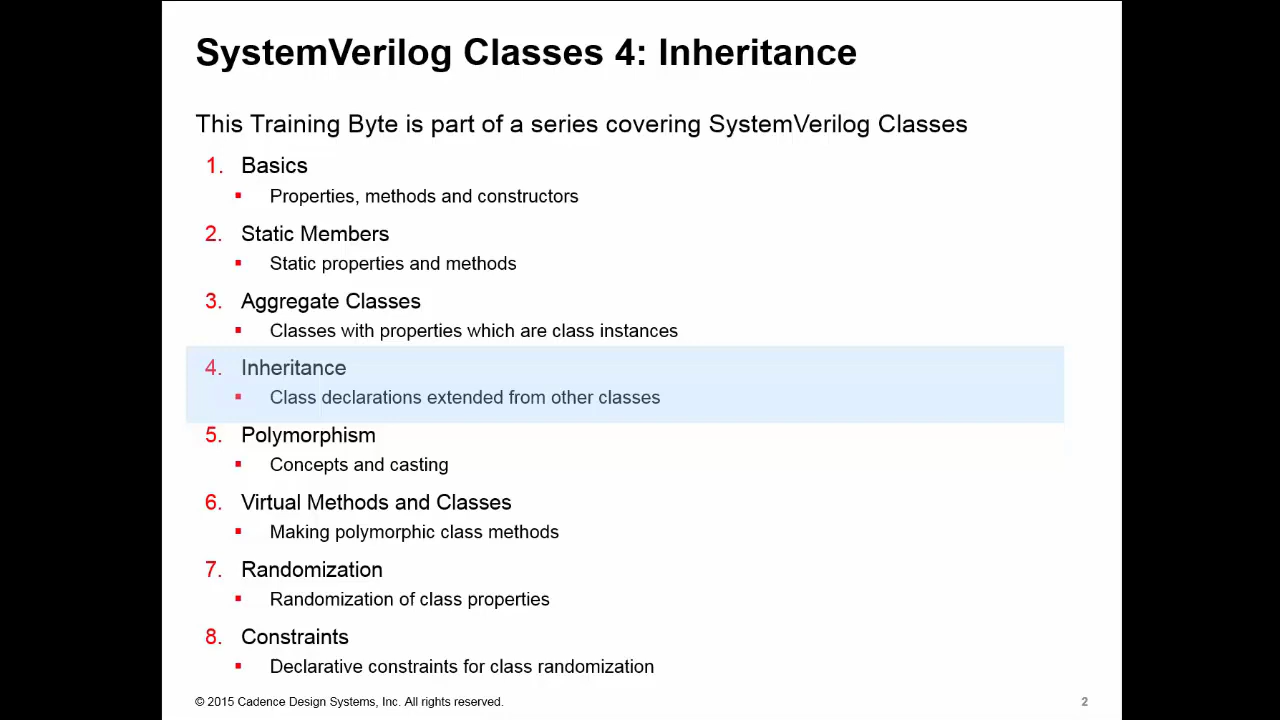 SystemVerilog Classes 4: Inheritance
This Training Byte is part of a series covering SystemVerilog Classes
1. Basics
▪ Properties, methods and constructors
2. Static Members
▪ Static properties and methods
3. Aggregate Classes
▪ Classes with properties which are class instances
4. Inheritance
▪ Class declarations extended from other classes
5. Polymorphism
▪ Concepts and casting
6. Virtual Methods and Classes
▪ Making polymorphic class methods
7. Randomization
▪ Randomization of class properties
8. Constraints
▪ Declarative constraints for class randomization
© 2015 Cadence Design Systems, Inc. All rights reserved. 2